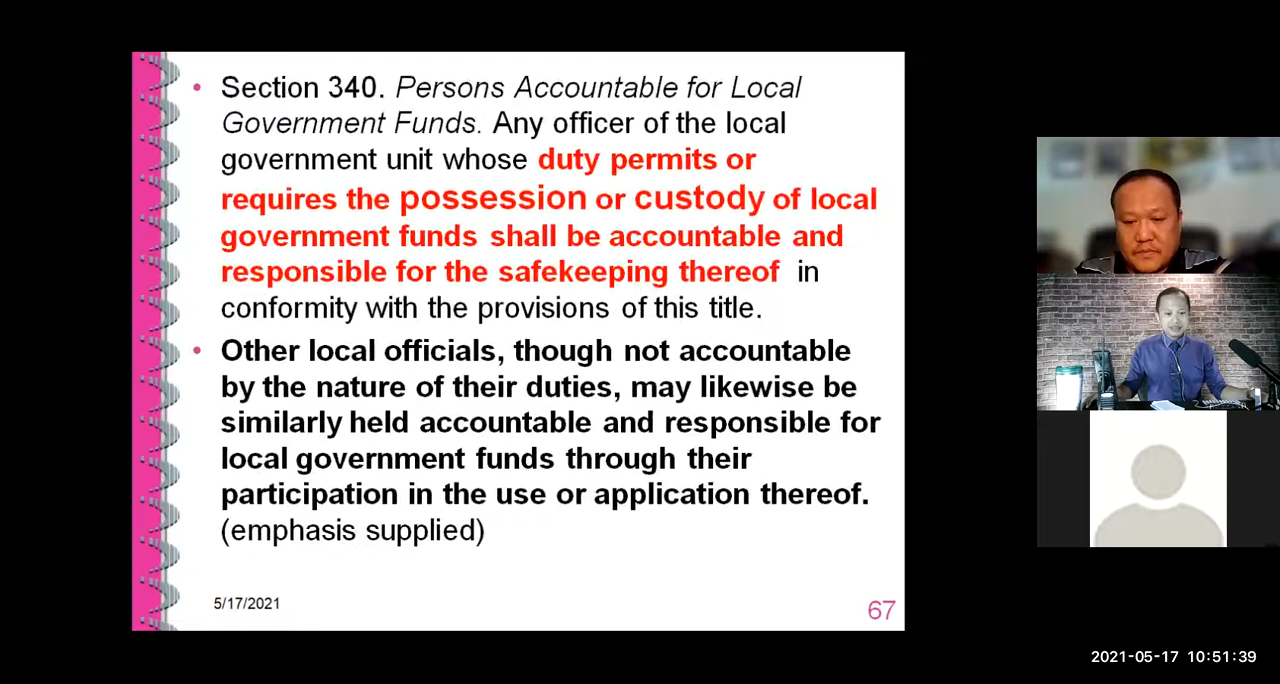 • Section 340. Persons Accountable for Local
Government Funds. Any officer of the local
government unit whose duty permits or
requires the possession or custody of local
government funds shall be accountable and
responsible for the safekeeping thereof in
conformity with the provisions of this title.
• Other local officials, though not accountable
by the nature of their duties, may likewise be
similarly held accountable and responsible for
local government funds through their
participation in the use or application thereof.
(emphasis supplied)
5/17/2021
67
2021-05-17 10:51:39